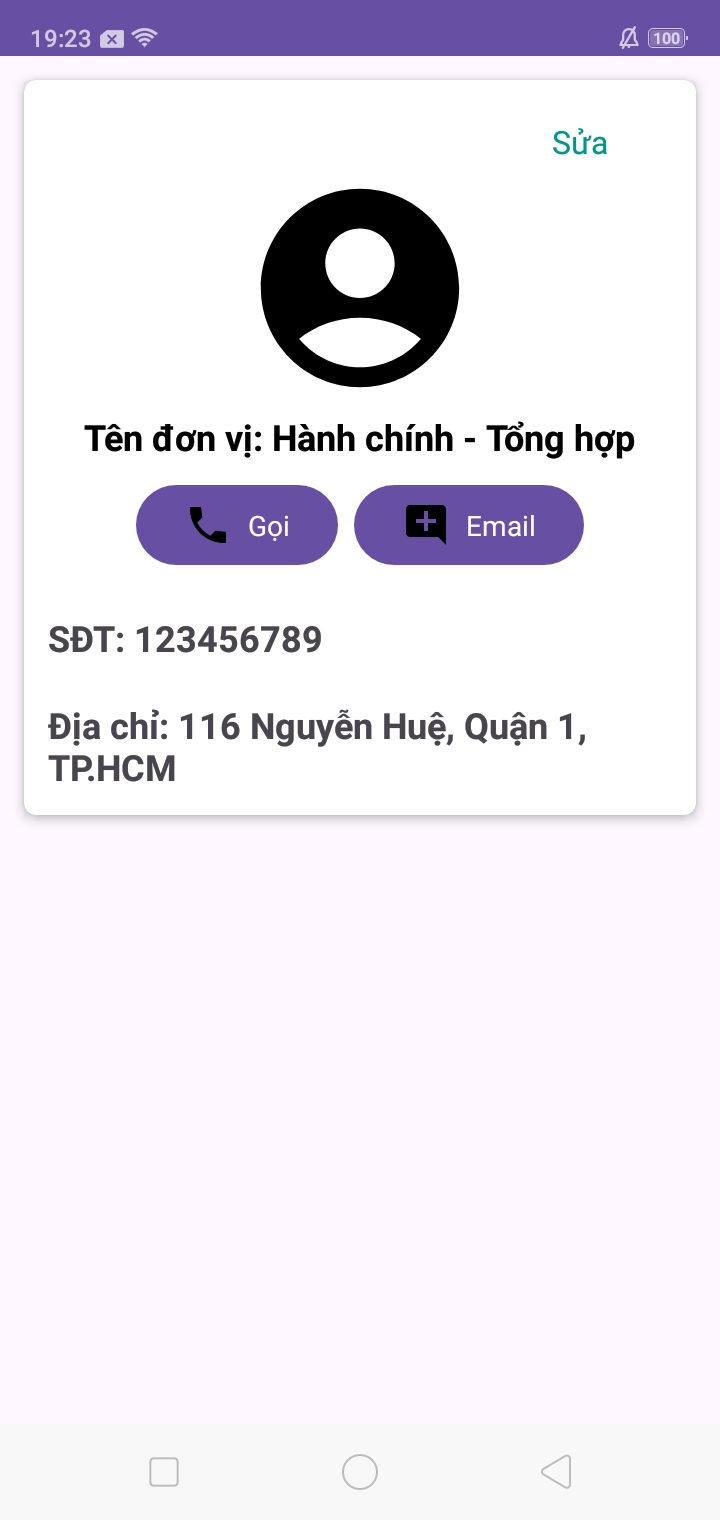 19:23
100
Sửa
Tên đơn vị: Hành chính - Tổng hợp
Gọi
Email
SĐT: 123456789
Địa chỉ: 116 Nguyễn Huệ, Quận 1,
TP.HCM